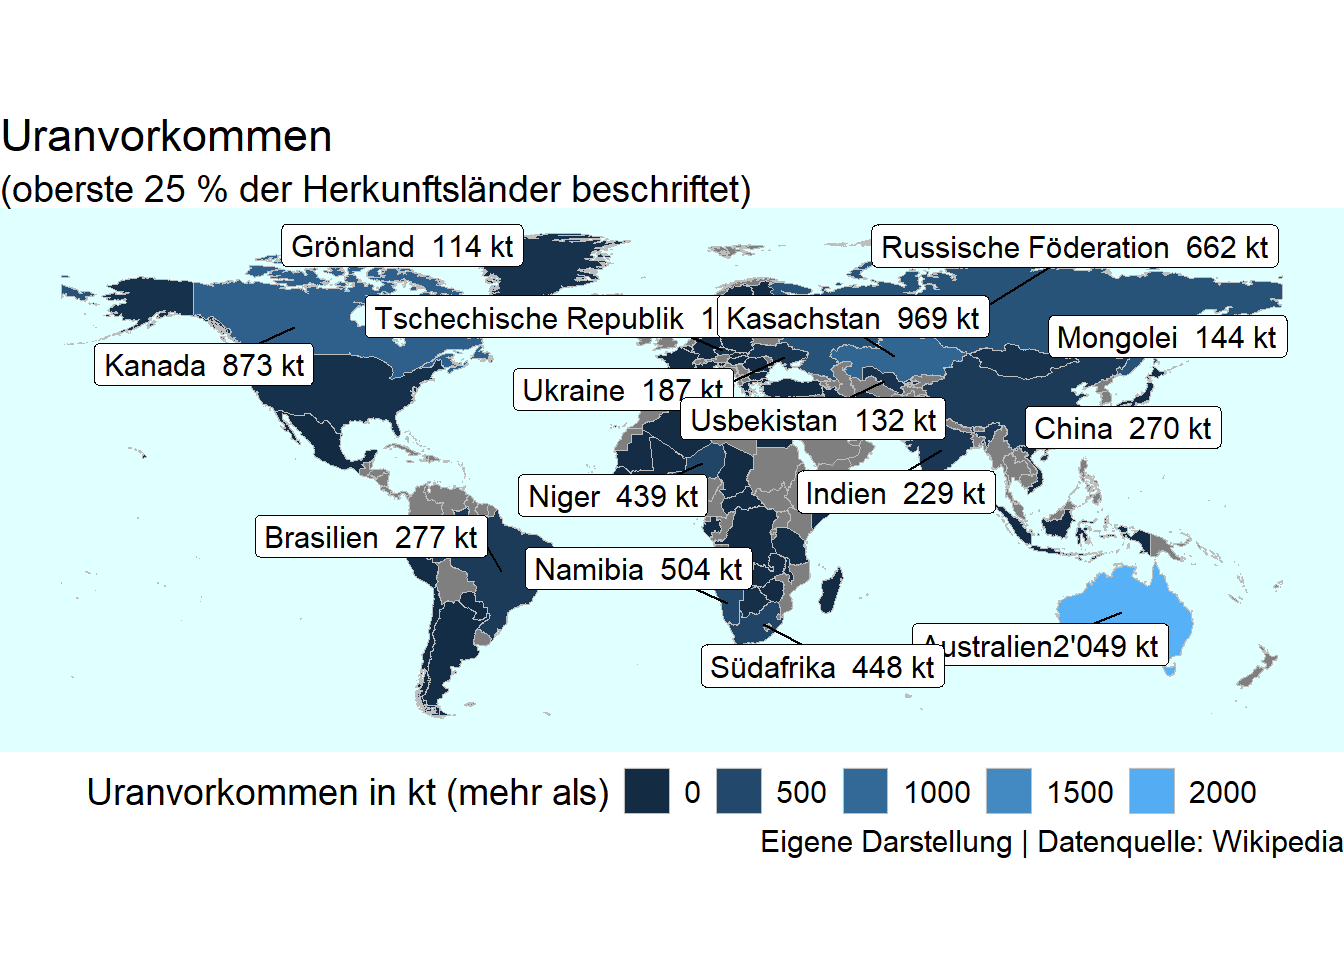 Uranvorkommen
(oberste 25 % der Herkunftsländer beschriftet)
Grönland 114 kt
Russische Föderation 662 kt
Tschechische Republik
Kasachstan 969 kt
Mongolei 144 kt
Kanada 873 kt
Ukraine 187 kt
Usbekistan 132 kt
China 270 kt
Niger 439 kt
Indien 229 kt
Brasilien 277 kt
Namibia 504 kt
Australien2'049 kt
Südafrika 448 kt
Uranvorkommen in kt (mehr als) 0 500 1000 1500 2000
Eigene Darstellung | Datenquelle: Wikipedia